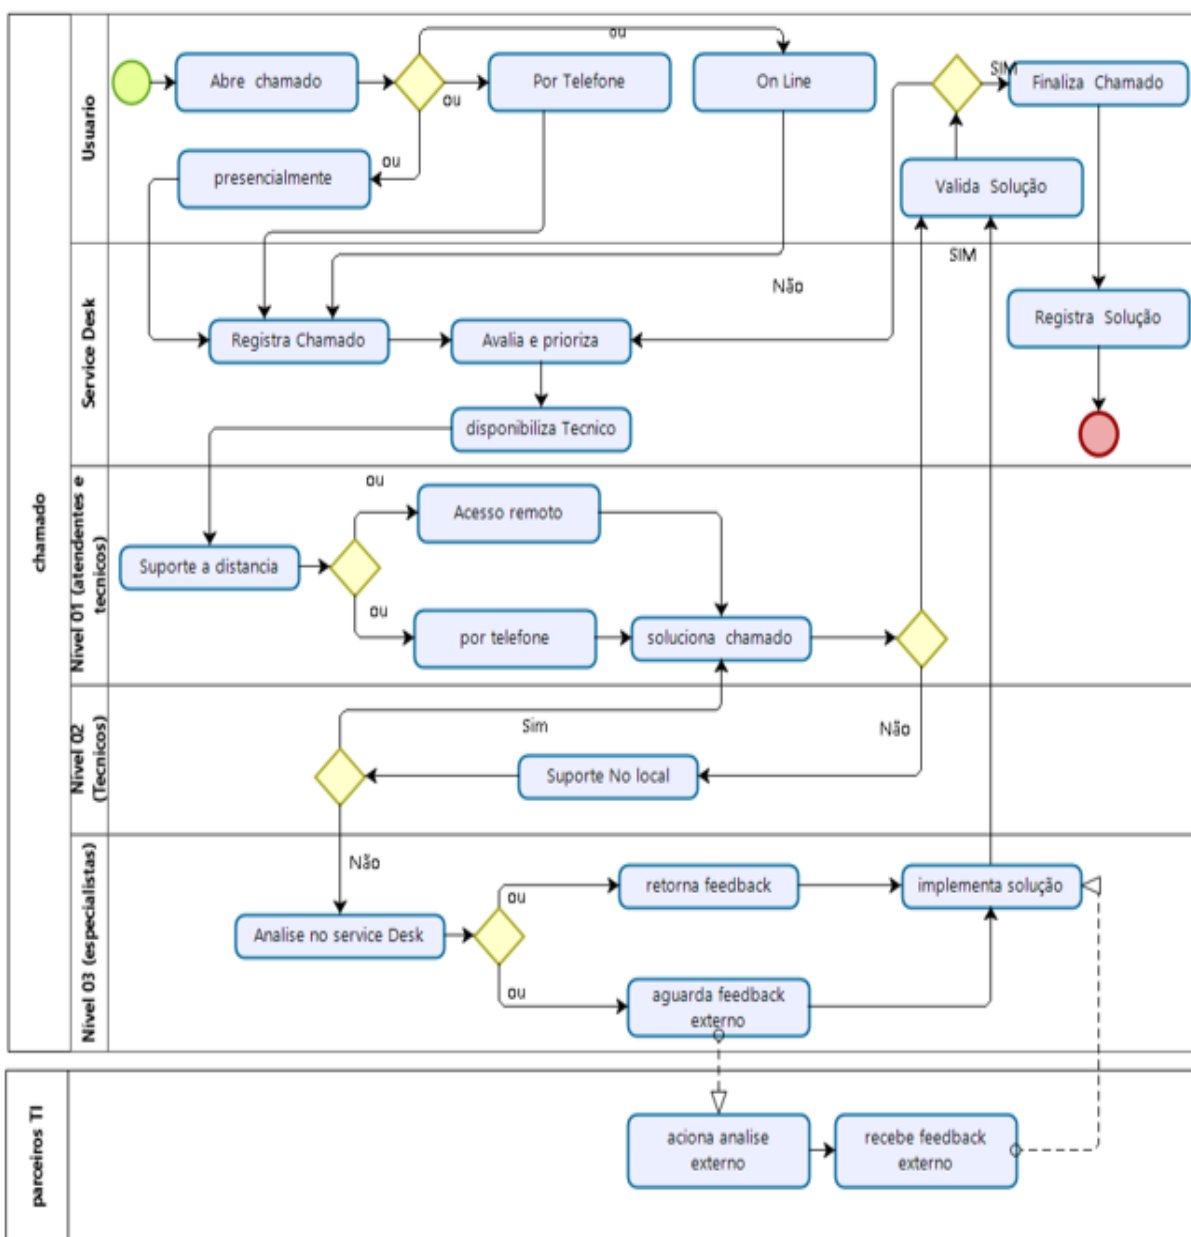 chamado
Usuario
Abre chamado
ou
Por Telefone
ou
On Line
ou
presencialmente
SIM
Finaliza Chamado
Valida Solução
Service Desk
SIM
Não
Registra Chamado
Avalia e prioriza
Registra Solução
disponibiliza Tecnico
Nivel 01 (atendentes e
tecnicos)
ou
Acesso remoto
Suporte a distancia
ou
por telefone
soluciona chamado
Nivel 02
(Tecnicos)
Sim
Não
Suporte No local
Nivel 03 (especialistas)
Não
retorna feedback
implementa solução
ou
Analise no service Desk
ou
aguarda feedback
externo
parceiros TI
aciona analise
externo
recebe feedback
externo